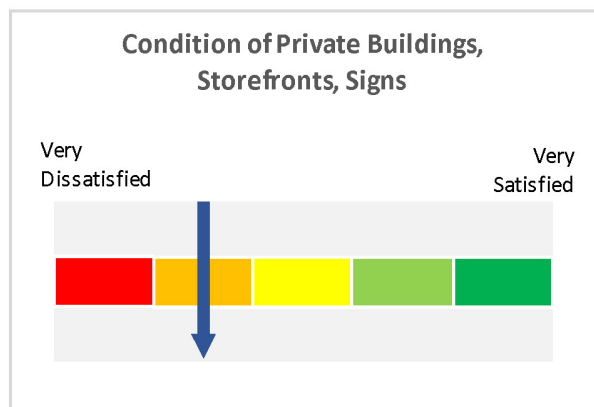 Condition of Private Buildings,
Storefronts, Signs
Very
Dissatisfied
Very
Satisfied